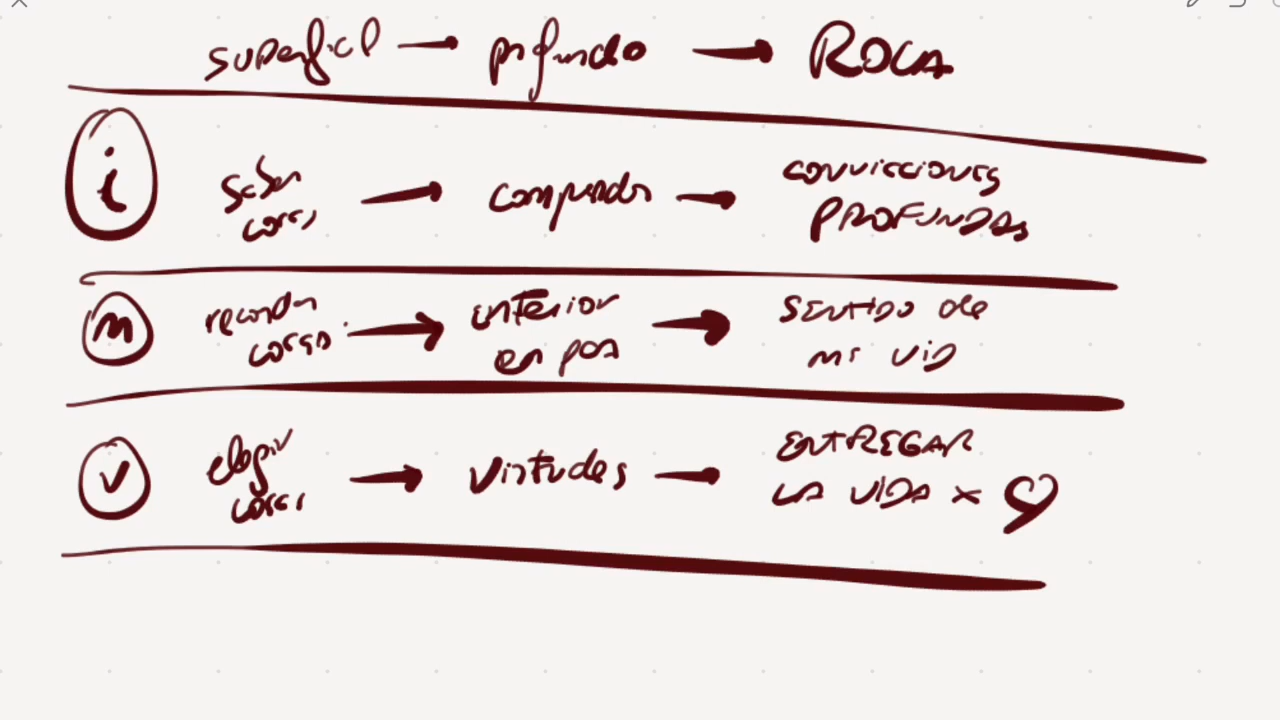 superficial → profundo → ROCA
i saber cosas → comprender → convicciones PROFUNDAS
m recordar cosas → interior en paz → SENTIDO de mi vida
v elegir cosas → virtudes → ENTREGAR LA VIDA x